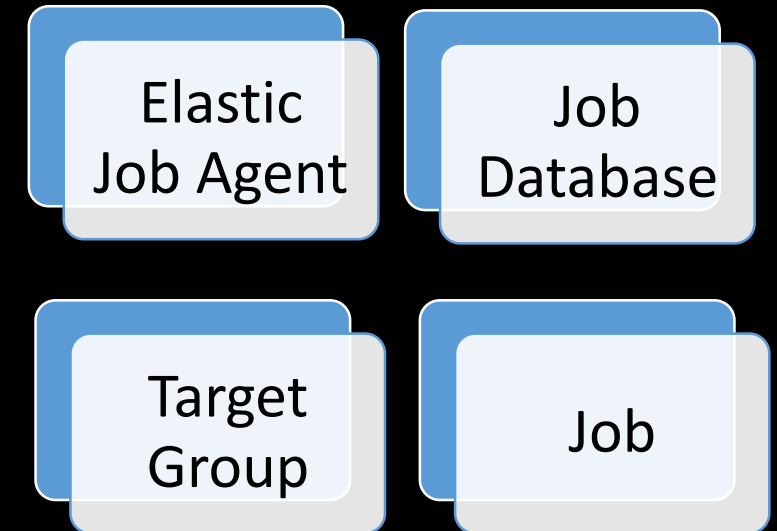 Elastic
Job Agent
Job
Database
Target
Group
Job